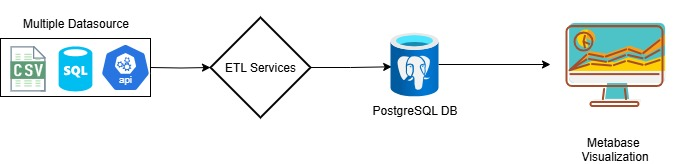 Multiple Datasource
CSV
SQL
api
ETL Services
PostgreSQL DB
Metabase
Visualization